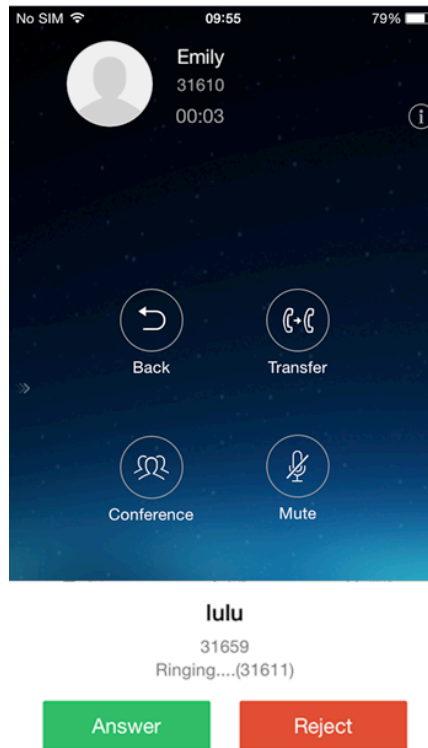 No SIM 09:55 79%
Emily
31610
00:03
i
Back Transfer
Conference Mute
lulu
31659
Ringing....(31611)
Answer Reject